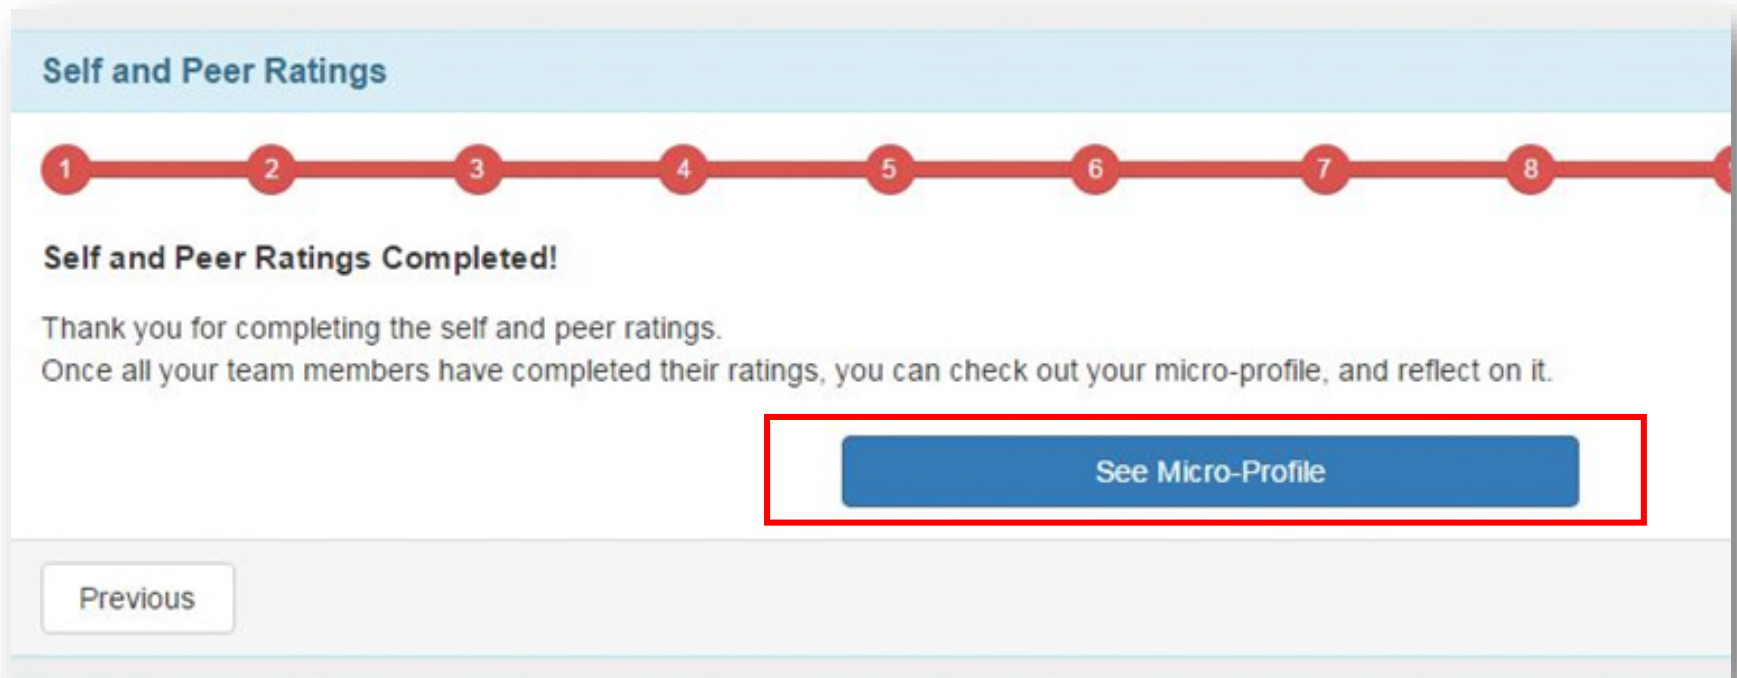 Self and Peer Ratings
1 2 3 4 5 6 7 8
Self and Peer Ratings Completed!
Thank you for completing the self and peer ratings.
Once all your team members have completed their ratings, you can check out your micro-profile, and reflect on it.
See Micro-Profile
Previous